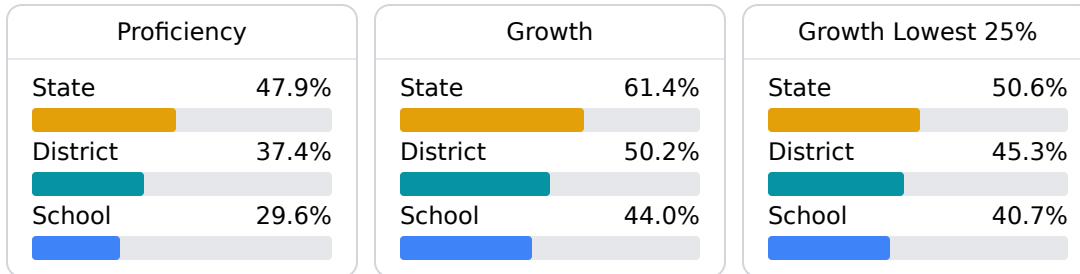 Proficiency
State 47.9%
District 37.4%
School 29.6%
Growth
State 61.4%
District 50.2%
School 44.0%
Growth Lowest 25%
State 50.6%
District 45.3%
School 40.7%